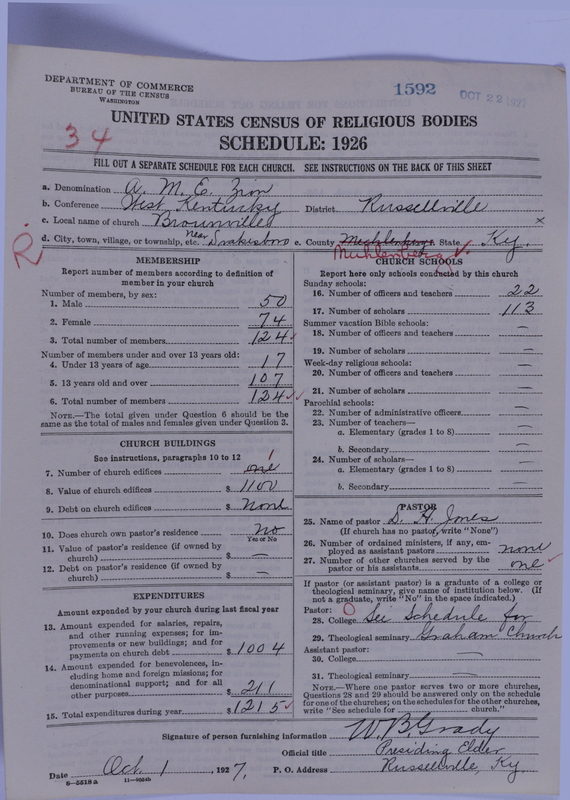 DEPARTMENT OF COMMERCE
BUREAU OF THE CENSUS
WASHINGTON
1592
OCT 22 1927
34
UNITED STATES CENSUS OF RELIGIOUS BODIES
SCHEDULE: 1926
FILL OUT A SEPARATE SCHEDULE FOR EACH CHURCH. SEE INSTRUCTIONS ON THE BACK OF THIS SHEET
a. Denomination A. M. E. Zion
b. Conference West Kentucky District Russellville
c. Local name of church Brownville x
d. City, town, village, or township, etc. near Drakesboro e. County Muhlenberg State Ky.
R
MEMBERSHIP
Report number of members according to definition of
member in your church
Number of members, by sex:
1. Male 50
2. Female 74
3. Total number of members 124
Number of members under and over 13 years old:
4. Under 13 years of age 17
5. 13 years old and over 107
6. Total number of members 124
NOTE.—The total given under Question 6 should be
same as the total of males and females given under Question 3.
CHURCH BUILDINGS
See instructions, paragraphs 10 to 12 1
7. Number of church edifices one
8. Value of church edifices $ 1100
9. Debt on church edifices $ None
10. Does church own pastor's residence? No
Yes or No
11. Value of pastor's residence (if owned by
church) $ —
12. Debt on pastor's residence (if owned by
church) $ —
EXPENDITURES
Amount expended by your church during last fiscal year
13. Amount expended for salaries, repairs,
and other running expenses; for im-
provements or new buildings; and for
payments on church debt $ 1004
14. Amount expended for benevolences, in-
cluding home and foreign missions; for
denominational support; and for all
other purposes $ 211
15. Total expenditures during year $ 1215
CHURCH SCHOOLS
Report here only schools conducted by this church
Sunday schools:
16. Number of officers and teachers 22
17. Number of scholars 113
Summer vacation Bible schools:
18. Number of officers and teachers —
19. Number of scholars —
Week-day religious schools:
20. Number of officers and teachers —
21. Number of scholars —
Parochial schools:
22. Number of administrative officers —
23. Number of teachers—
a. Elementary (grades 1 to 8) —
b. Secondary —
24. Number of scholars—
a. Elementary (grades 1 to 8) —
b. Secondary —
PASTOR
25. Name of pastor D. H. Jones
(If church has no pastor, write "None")
26. Number of ordained ministers, if any, em-
ployed as assistant pastors none
27. Number of other churches served by the
pastor or his assistants one
If pastor (or assistant pastor) is a graduate of a college or
theological seminary, give name of institution below. (If
not a graduate, write "No" in the space indicated.)
Pastor:
28. College See Schedule for
29. Theological seminary Graham Church
Assistant pastor:
30. College —
31. Theological seminary —
NOTE.—Where one pastor serves two or more churches,
Questions 28 and 29 should be answered only on the schedule
for one of the churches; on the schedules for the other churches,
write "See schedule for church."
Signature of person furnishing information W. B. Grady
Official title Presiding Elder
Date Oct 1, 1927. P. O. Address Russellville, Ky.
8—5518a